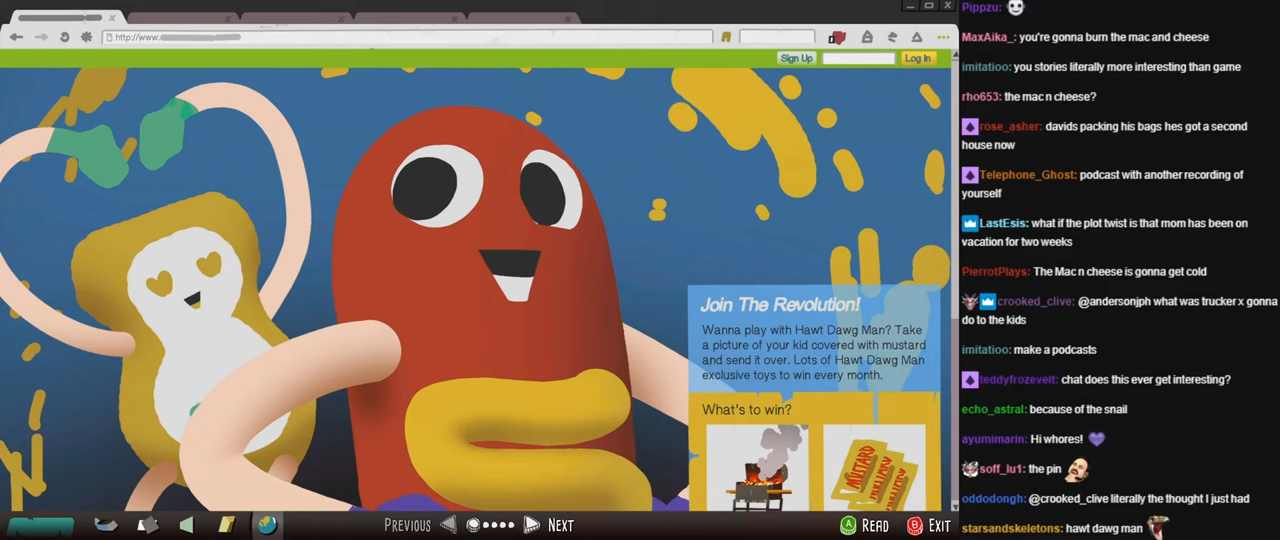 http://www.
Sign Up
Log In
Join The Revolution!
Wanna play with Hawt Dawg Man? Take
a picture of your kid covered with mustard
and send it over. Lots of Hawt Dawg Man
exclusive toys to win every month.
What's to win?
MUSTARD
PREVIOUS
NEXT
A READ
B EXIT
Pippzu:
MaxAika_: you're gonna burn the mac and cheese
imitatioo: you stories literally more interesting than game
rho653: the mac n cheese?
rose_asher: davids packing his bags hes got a second
house now
Telephone_Ghost: podcast with another recording of
yourself
LastEsis: what if the plot twist is that mom has been on
vacation for two weeks
PierrotPlays: The Mac n cheese is gonna get cold
crooked_clive: @andersonjph what was trucker x gonna
do to the kids
imitatioo: make a podcasts
teddyfrozevelt: chat does this ever get interesting?
echo_astral: because of the snail
ayumimarin: Hi whores!
soff_lu1: the pin
oddodongh: @crooked_clive literally the thought I just had
starsandskeletons: hawt dawg man